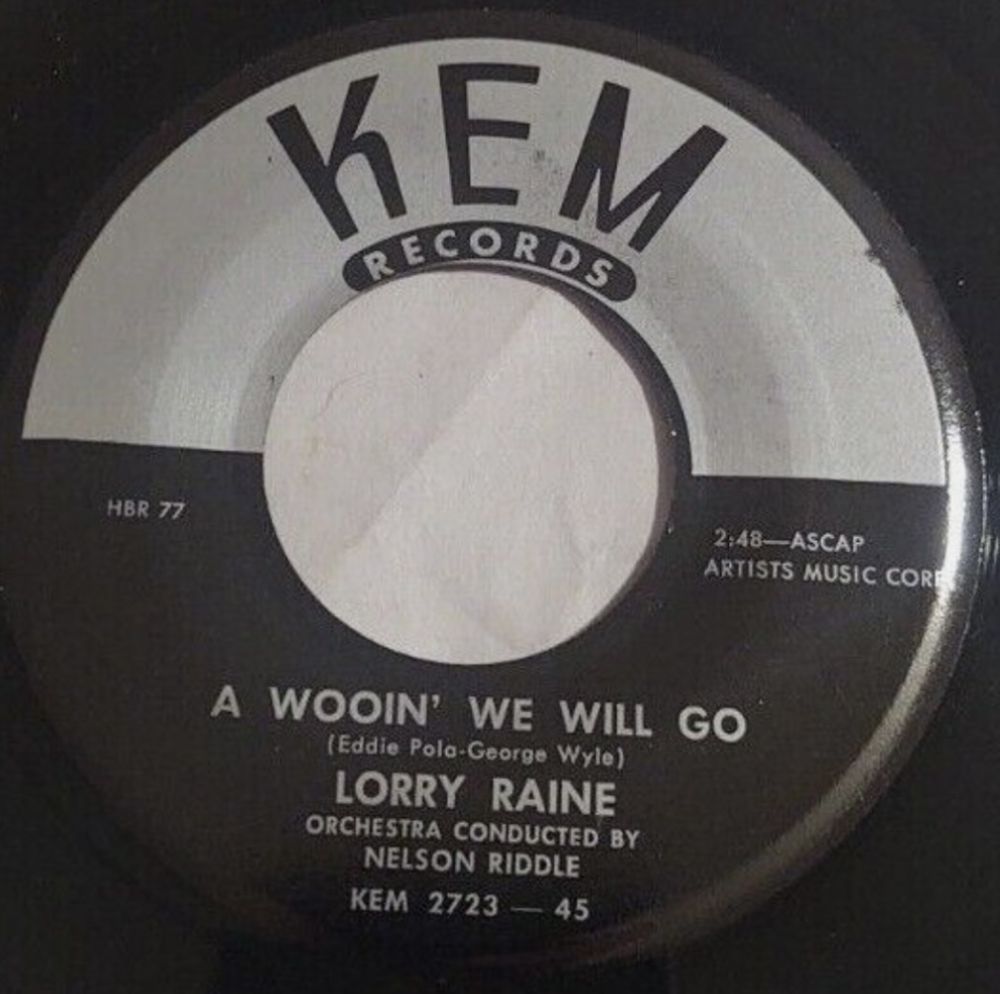 KEM
RECORDS
HBR 77
2:48—ASCAP
ARTISTS MUSIC CORP
A WOOIN' WE WILL GO
(Eddie Pola-George Wyle)
LORRY RAINE
ORCHESTRA CONDUCTED BY
NELSON RIDDLE
KEM 2723 — 45